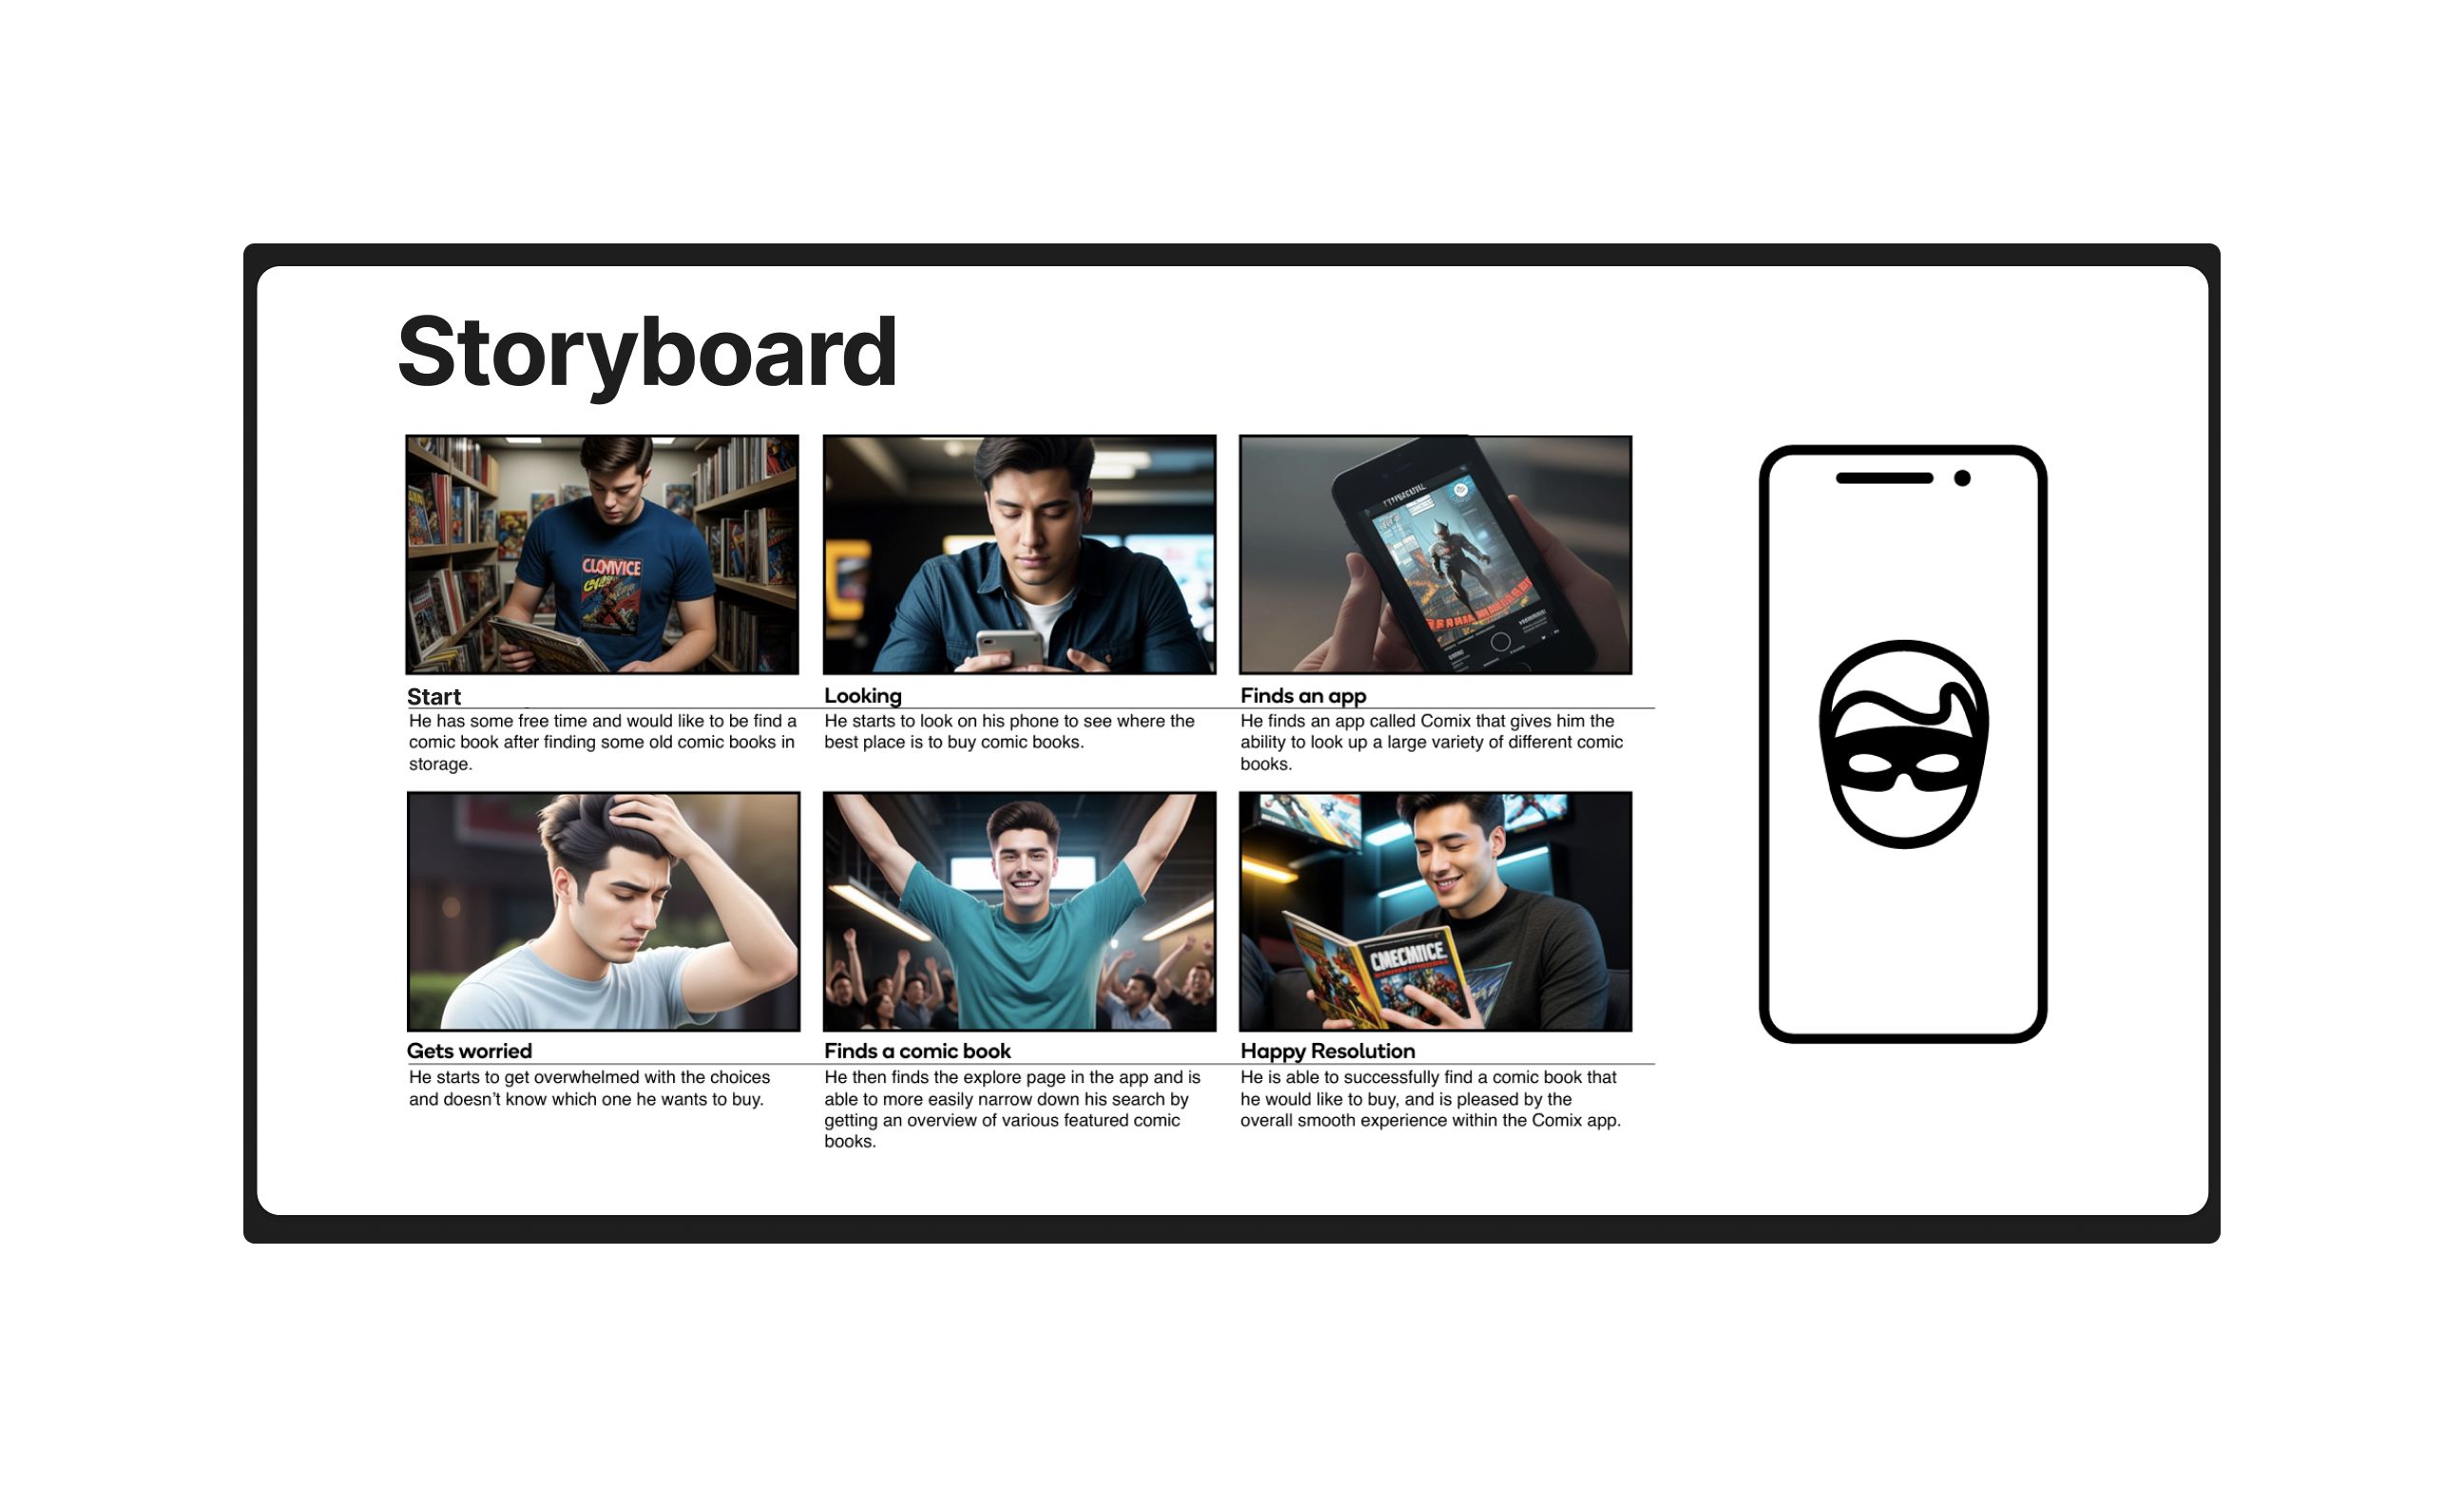 Storyboard
CLOMVICE
Start
He has some free time and would like to be find a
comic book after finding some old comic books in
storage.
Looking
He starts to look on his phone to see where the
best place is to buy comic books.
Finds an app
He finds an app called Comix that gives him the
ability to look up a large variety of different comic
books.
CMECMIICE
Gets worried
He starts to get overwhelmed with the choices
and doesn’t know which one he wants to buy.
Finds a comic book
He then finds the explore page in the app and is
able to more easily narrow down his search by
getting an overview of various featured comic
books.
Happy Resolution
He is able to successfully find a comic book that
he would like to buy, and is pleased by the
overall smooth experience within the Comix app.